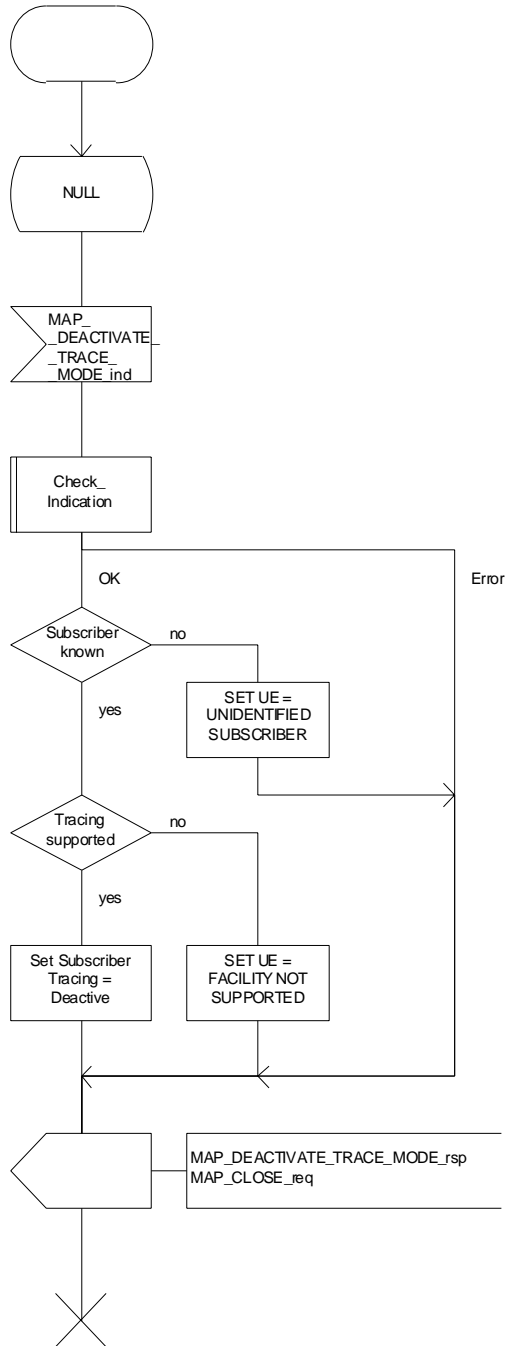 NULL
MAP_
_DEACTIVATE_
_TRACE_
_MODE_ind
Check_
Indication
OK
Error
Subscriber
known
no
yes
SET UE =
UNIDENTIFIED
SUBSCRIBER
Tracing
supported
no
yes
Set Subscriber
Tracing =
Deactive
SET UE =
FACILITY NOT
SUPPORTED
MAP_DEACTIVATE_TRACE_MODE_rsp
MAP_CLOSE_req